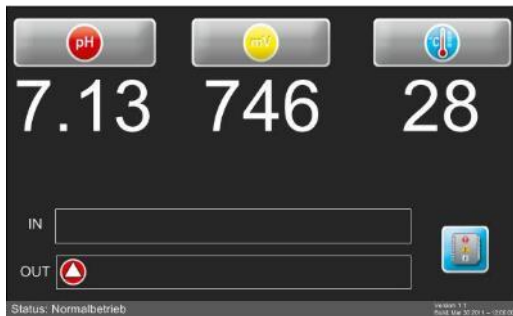 pH mV °C
7.13 746 28
IN
OUT
Status: Normalbetrieb
Version 1.1